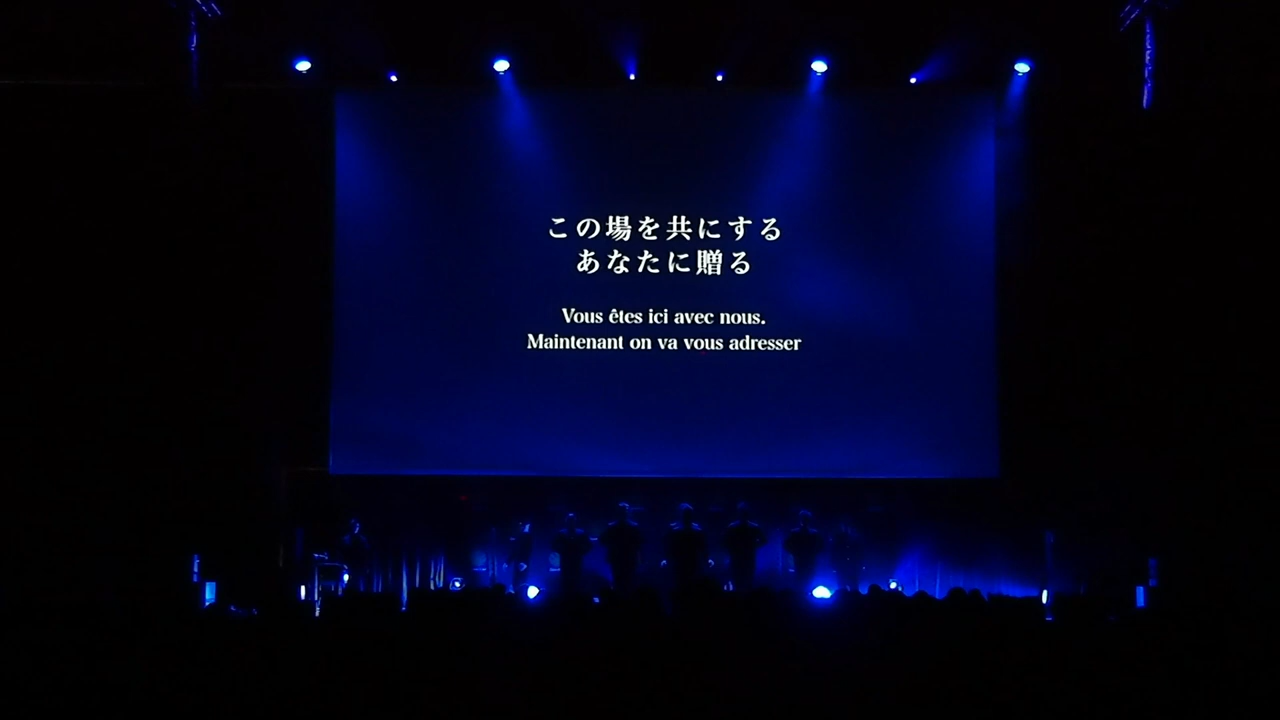 この場を共にする
あなたに贈る
Vous êtes ici avec nous.
Maintenant on va vous adresser